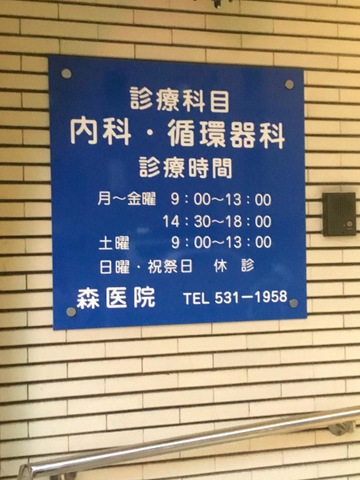 診療科目
内科・循環器科
診療時間
月～金曜 9：00～13：00
14：30～18：00
土曜 9：00～13：00
日曜・祝祭日 休 診
森医院 TEL 531－1958